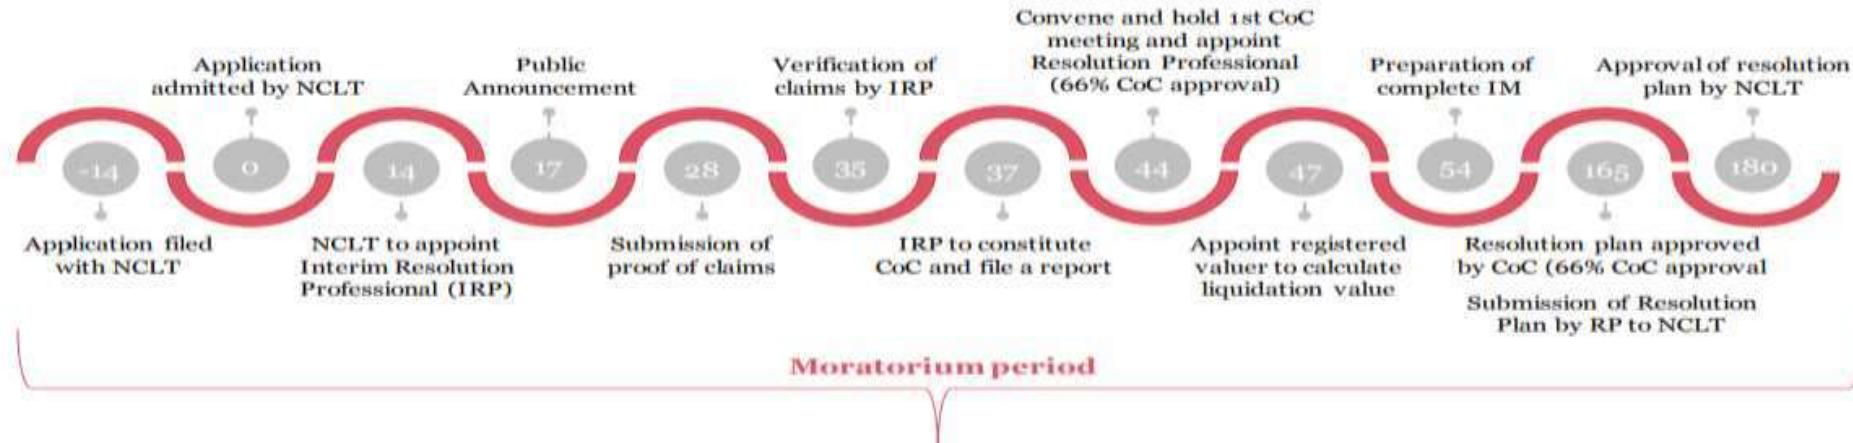 Application filed
with NCLT
-14
Application
admitted by NCLT
0
14
NCLT to appoint
Interim Resolution
Professional (IRP)
Public
Announcement
17
28
Submission of
proof of claims
Verification of
claims by IRP
35
37
IRP to constitute
CoC and file a report
Convene and hold 1st CoC
meeting and appoint
Resolution Professional
(66% CoC approval)
44
47
Appoint registered
valuer to calculate
liquidation value
Preparation of
complete IM
54
165
Resolution plan approved
by CoC (66% CoC approval
Submission of Resolution
Plan by RP to NCLT
Approval of resolution
plan by NCLT
180
Moratorium period